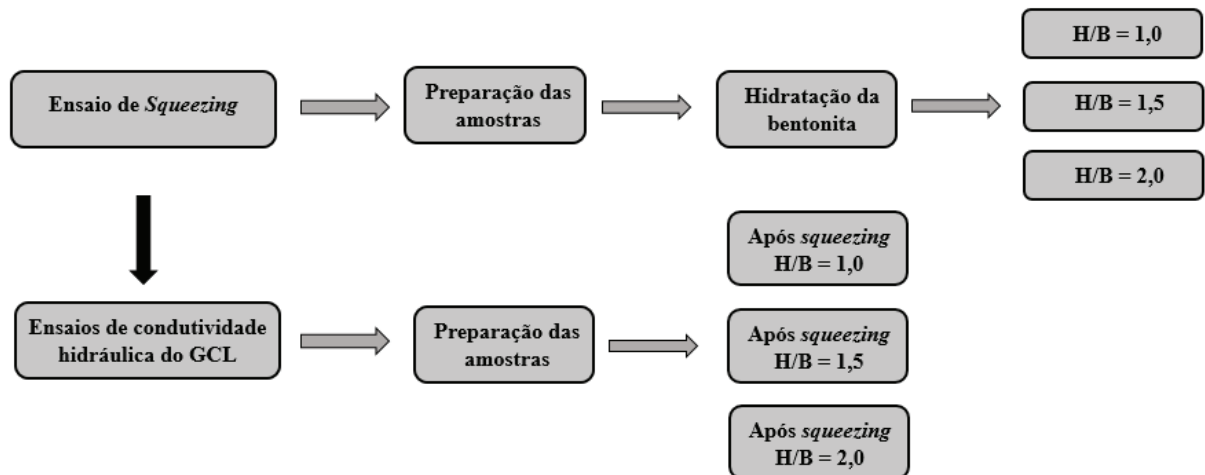 Ensaio de Squeezing
Preparação das
amostras
Hidratação da
bentonita
H/B = 1,0
H/B = 1,5
H/B = 2,0
Ensaios de condutividade
hidráulica do GCL
Preparação das
amostras
Após squeezing
H/B = 1,0
Após squeezing
H/B = 1,5
Após squeezing
H/B = 2,0